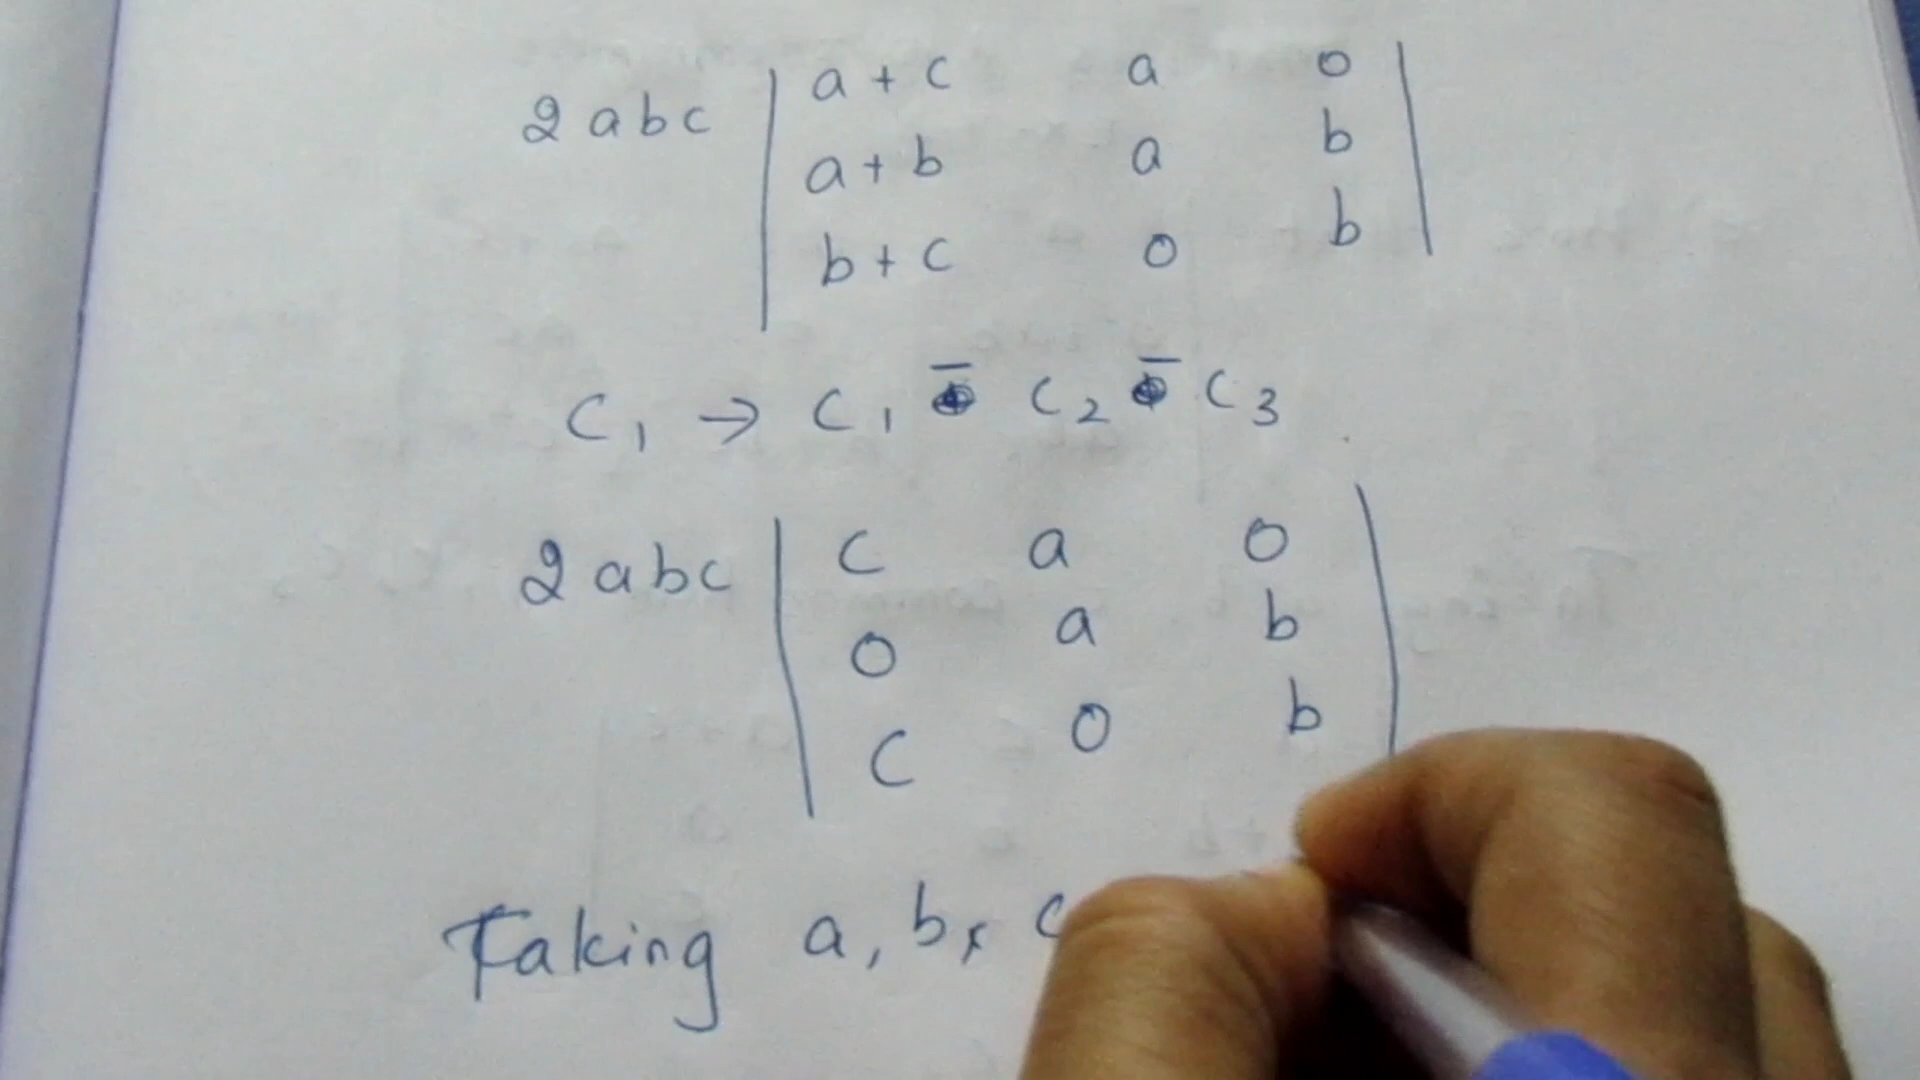 2abc | a + c a 0 |
a + b a b
b + c 0 b
C1 → C1 - C2 - C3
2abc | c a 0 |
0 a b
c 0 b
Taking a, b, c